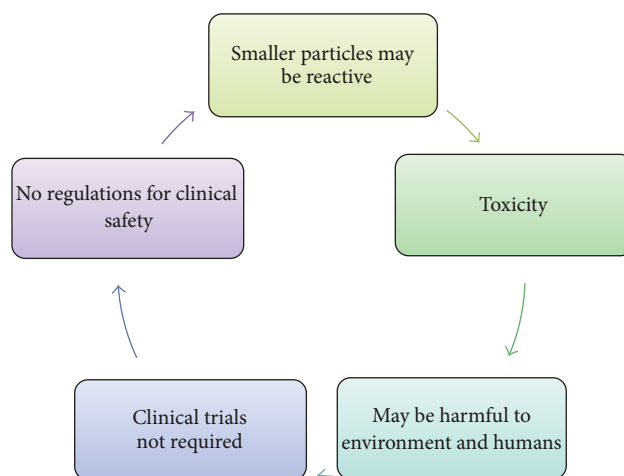 Smaller particles may
be reactive
Toxicity
May be harmful to
environment and humans
Clinical trials
not required
No regulations for clinical
safety